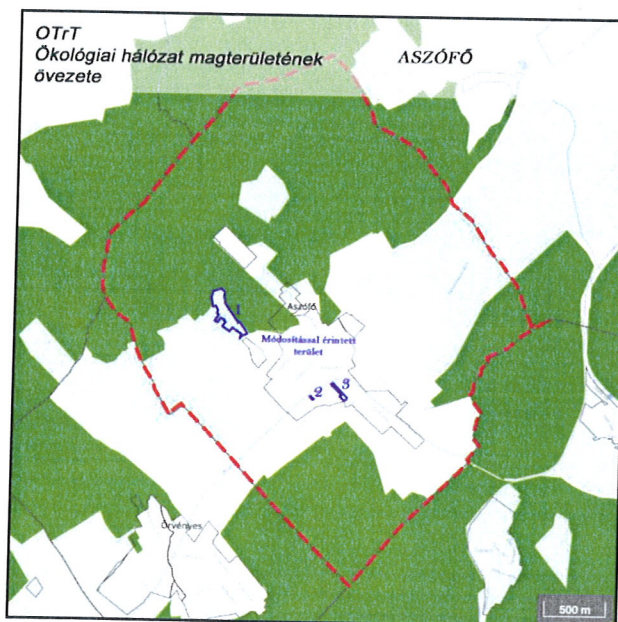 OTrT
Ökológiai hálózat magterületének
övezete
ASZÓFŐ
1
Aszófő
Módosítással érintett
terület
2
3
Örvényes
500 m